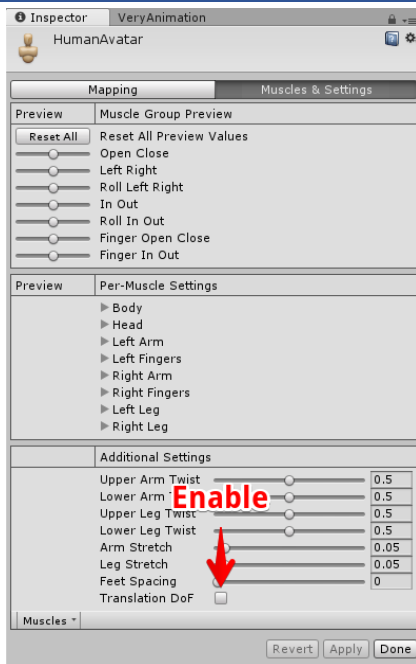 Inspector VeryAnimation
HumanAvatar
Mapping Muscles & Settings
Preview Muscle Group Preview
Reset All Reset All Preview Values
Open Close
Left Right
Roll Left Right
In Out
Roll In Out
Finger Open Close
Finger In Out
Preview Per-Muscle Settings
Body
Head
Left Arm
Left Fingers
Right Arm
Right Fingers
Left Leg
Right Leg
Additional Settings
Upper Arm Twist 0.5
Lower Arm Twist 0.5
Enable
Upper Leg Twist 0.5
Lower Leg Twist 0.5
Arm Stretch 0.05
Leg Stretch 0.05
Feet Spacing 0
Translation DoF
Muscles
Revert Apply Done